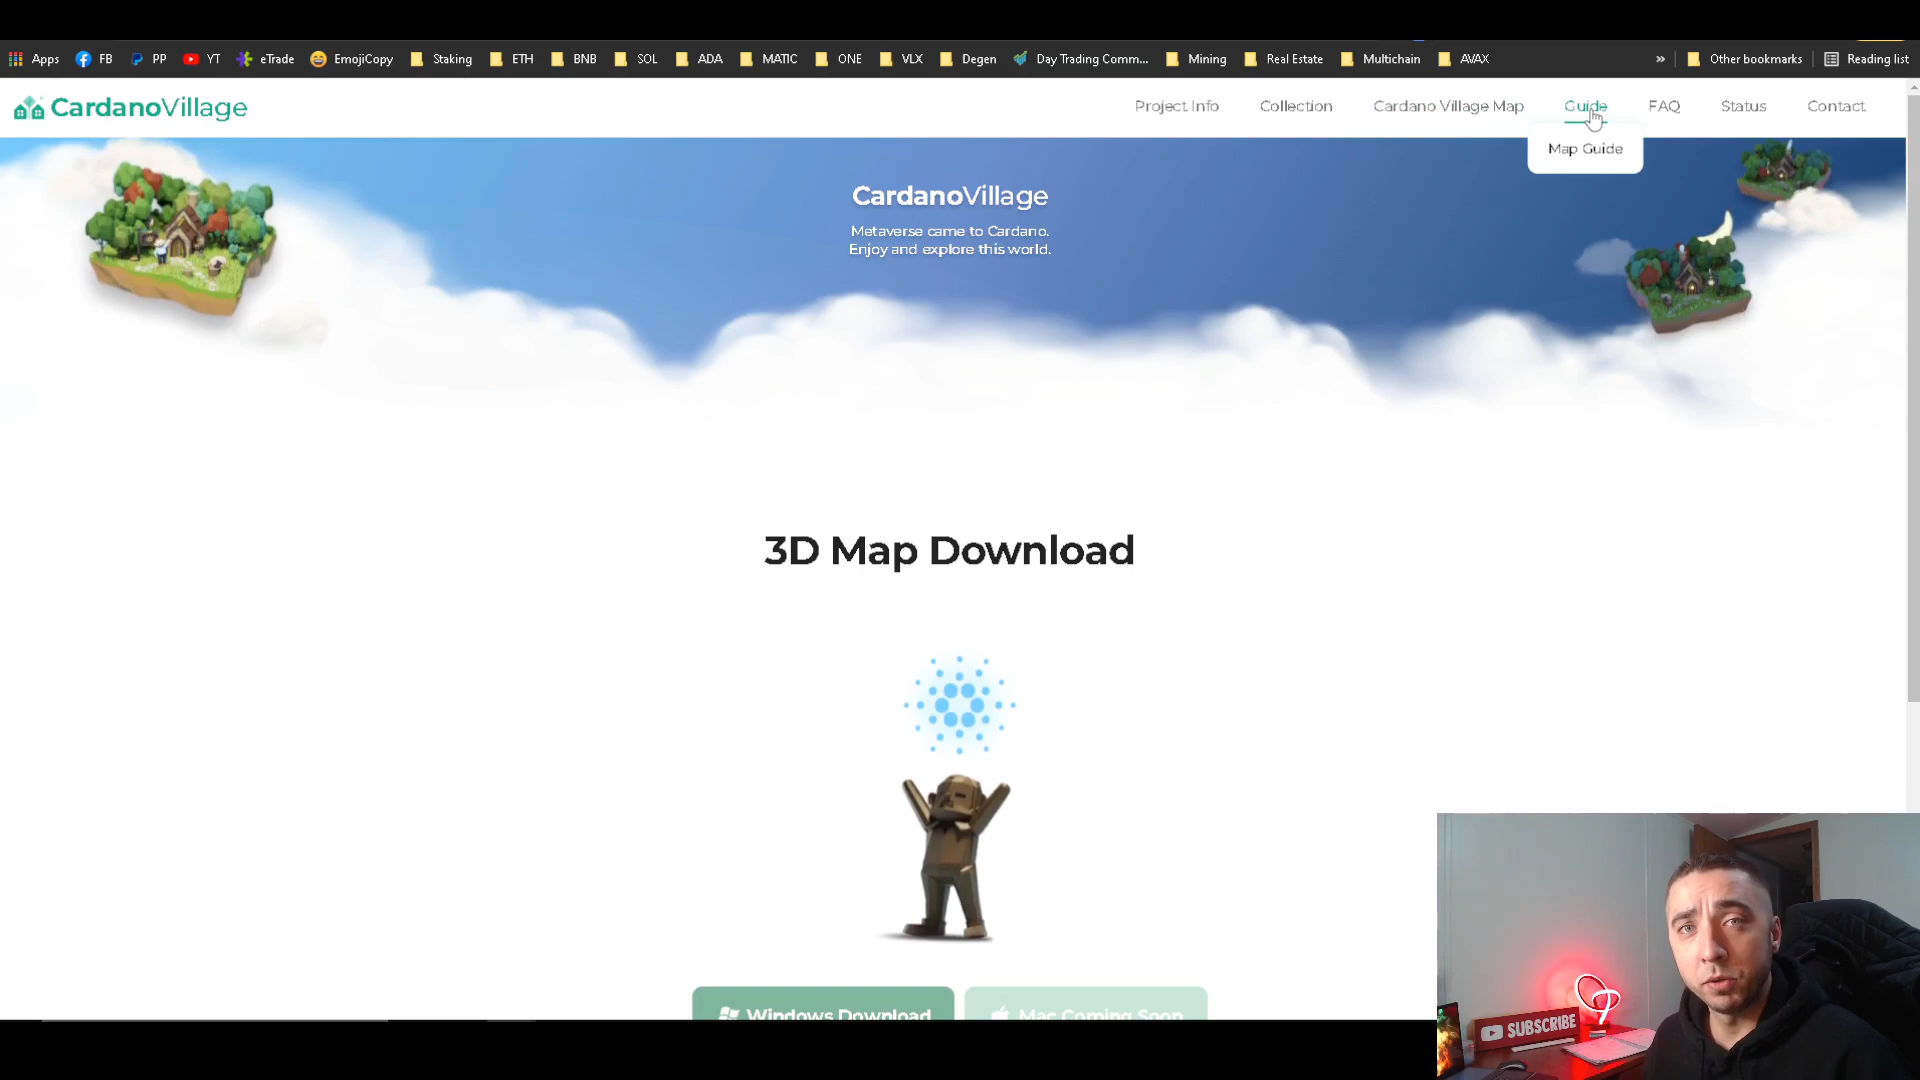 Apps FB PP YT eTrade EmojiCopy Staking ETH BNB SOL ADA MATIC ONE VLX Degen Day Trading Comm... Mining Real Estate Multichain AVAX » Other bookmarks Reading list
CardanoVillage Project Info Collection Cardano Village Map Guide FAQ Status Contact
Map Guide
CardanoVillage
Metaverse came to Cardano.
Enjoy and explore this world.
3D Map Download
Windows Download Mac Coming Soon
SUBSCRIBE